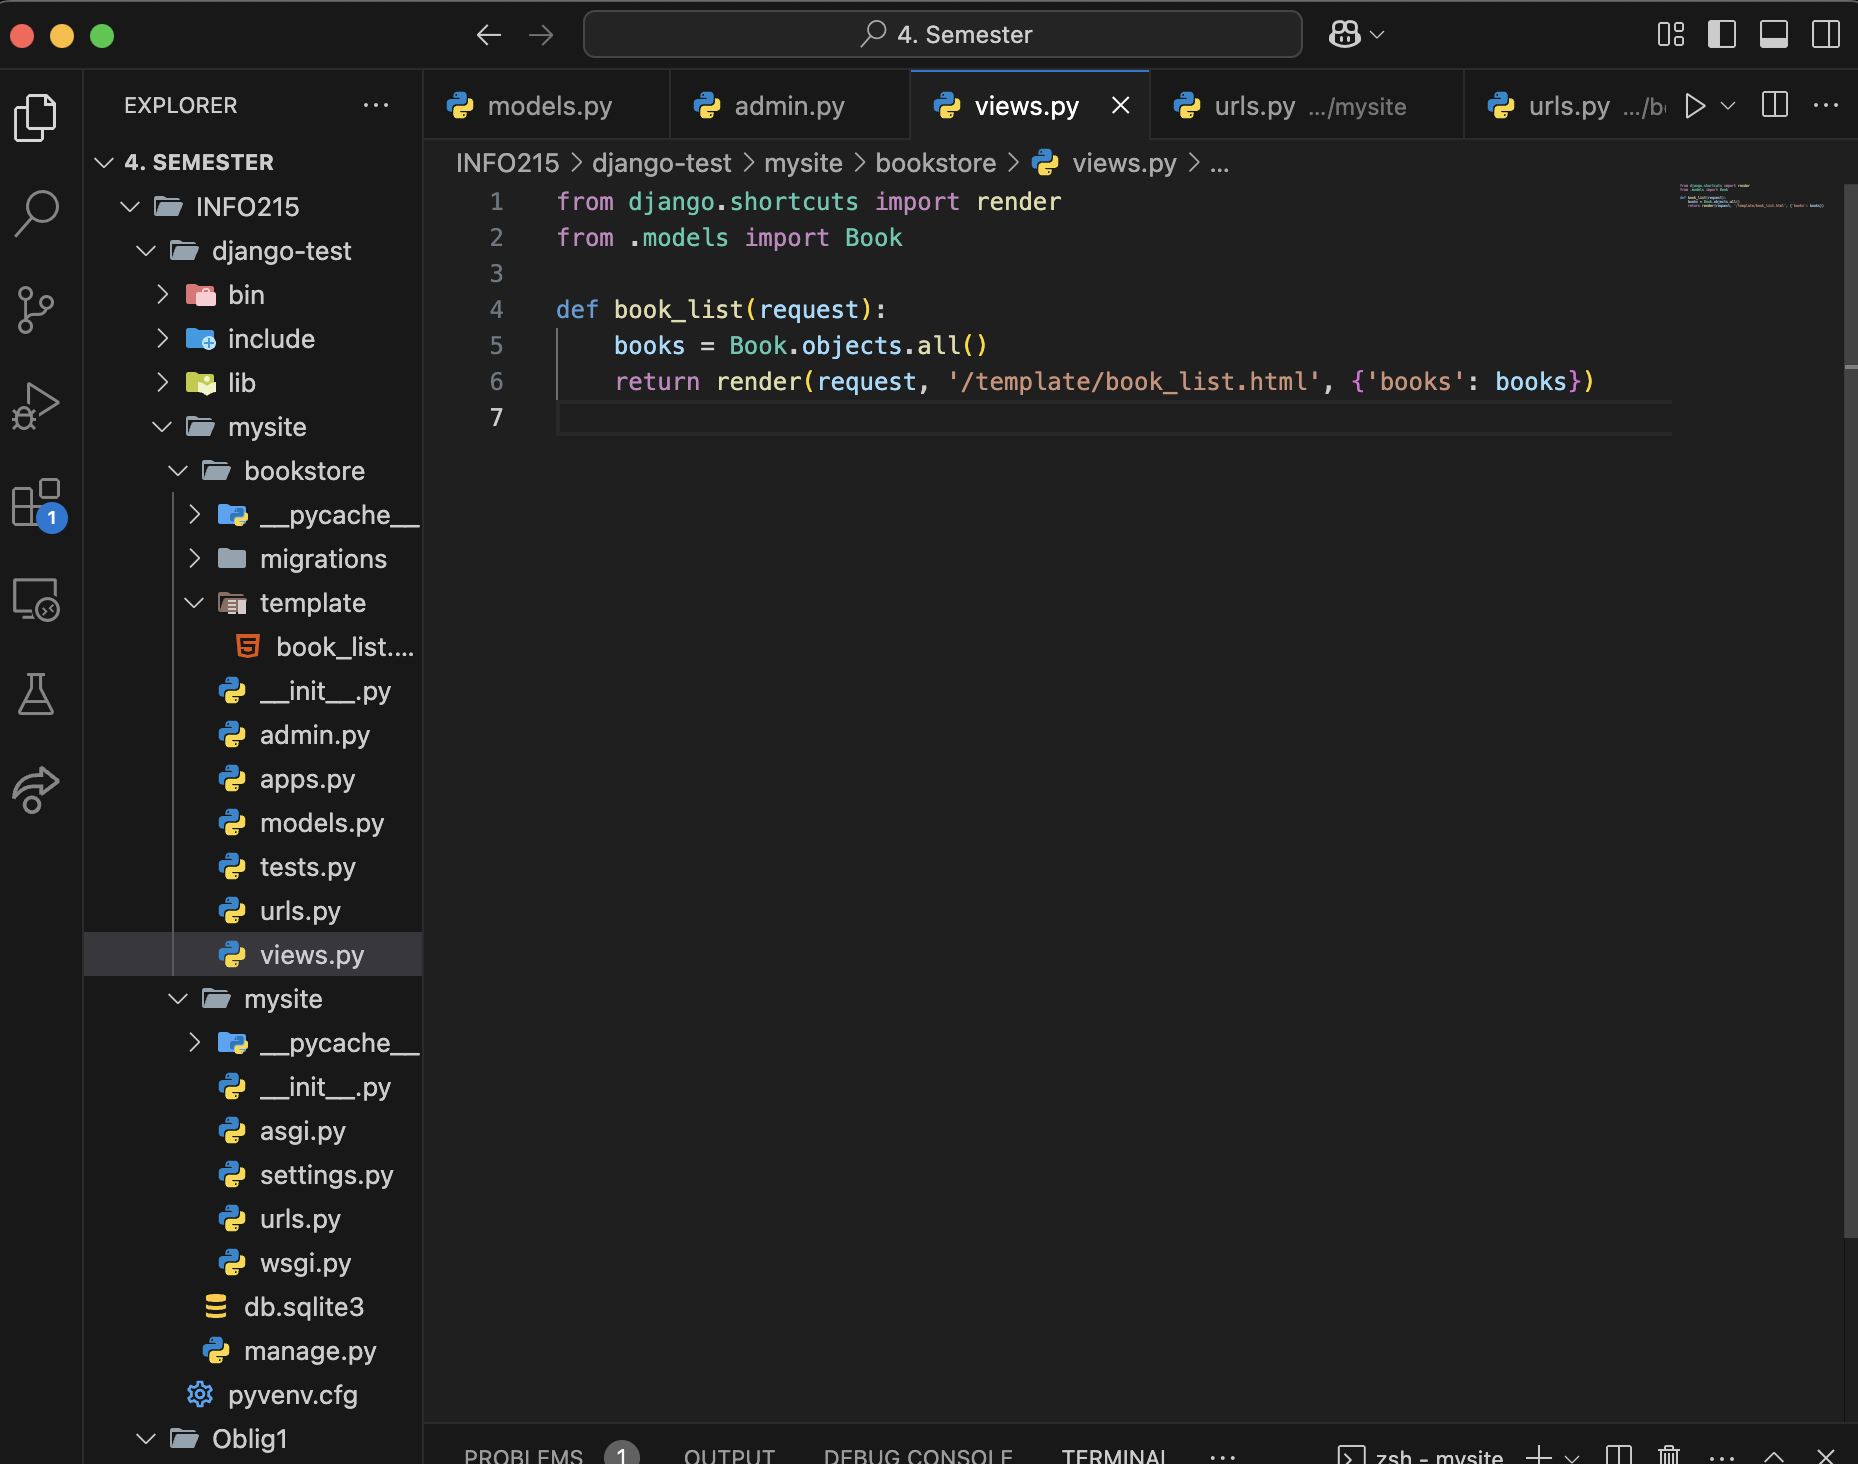 4. Semester
EXPLORER
4. SEMESTER
INFO215
django-test
bin
include
lib
mysite
bookstore
__pycache__
migrations
template
book_list....
__init__.py
admin.py
apps.py
models.py
tests.py
urls.py
views.py
mysite
__pycache__
__init__.py
asgi.py
settings.py
urls.py
wsgi.py
db.sqlite3
manage.py
pyvenv.cfg
Oblig1
1
models.py admin.py views.py urls.py .../mysite urls.py .../b
INFO215 > django-test > mysite > bookstore > views.py > ...
1 from django.shortcuts import render
2 from .models import Book
3
4 def book_list(request):
5     books = Book.objects.all()
6     return render(request, '/template/book_list.html', {'books': books})
7
PROBLEMS 1 OUTPUT DEBUG CONSOLE TERMINAL ... zsh - mysite